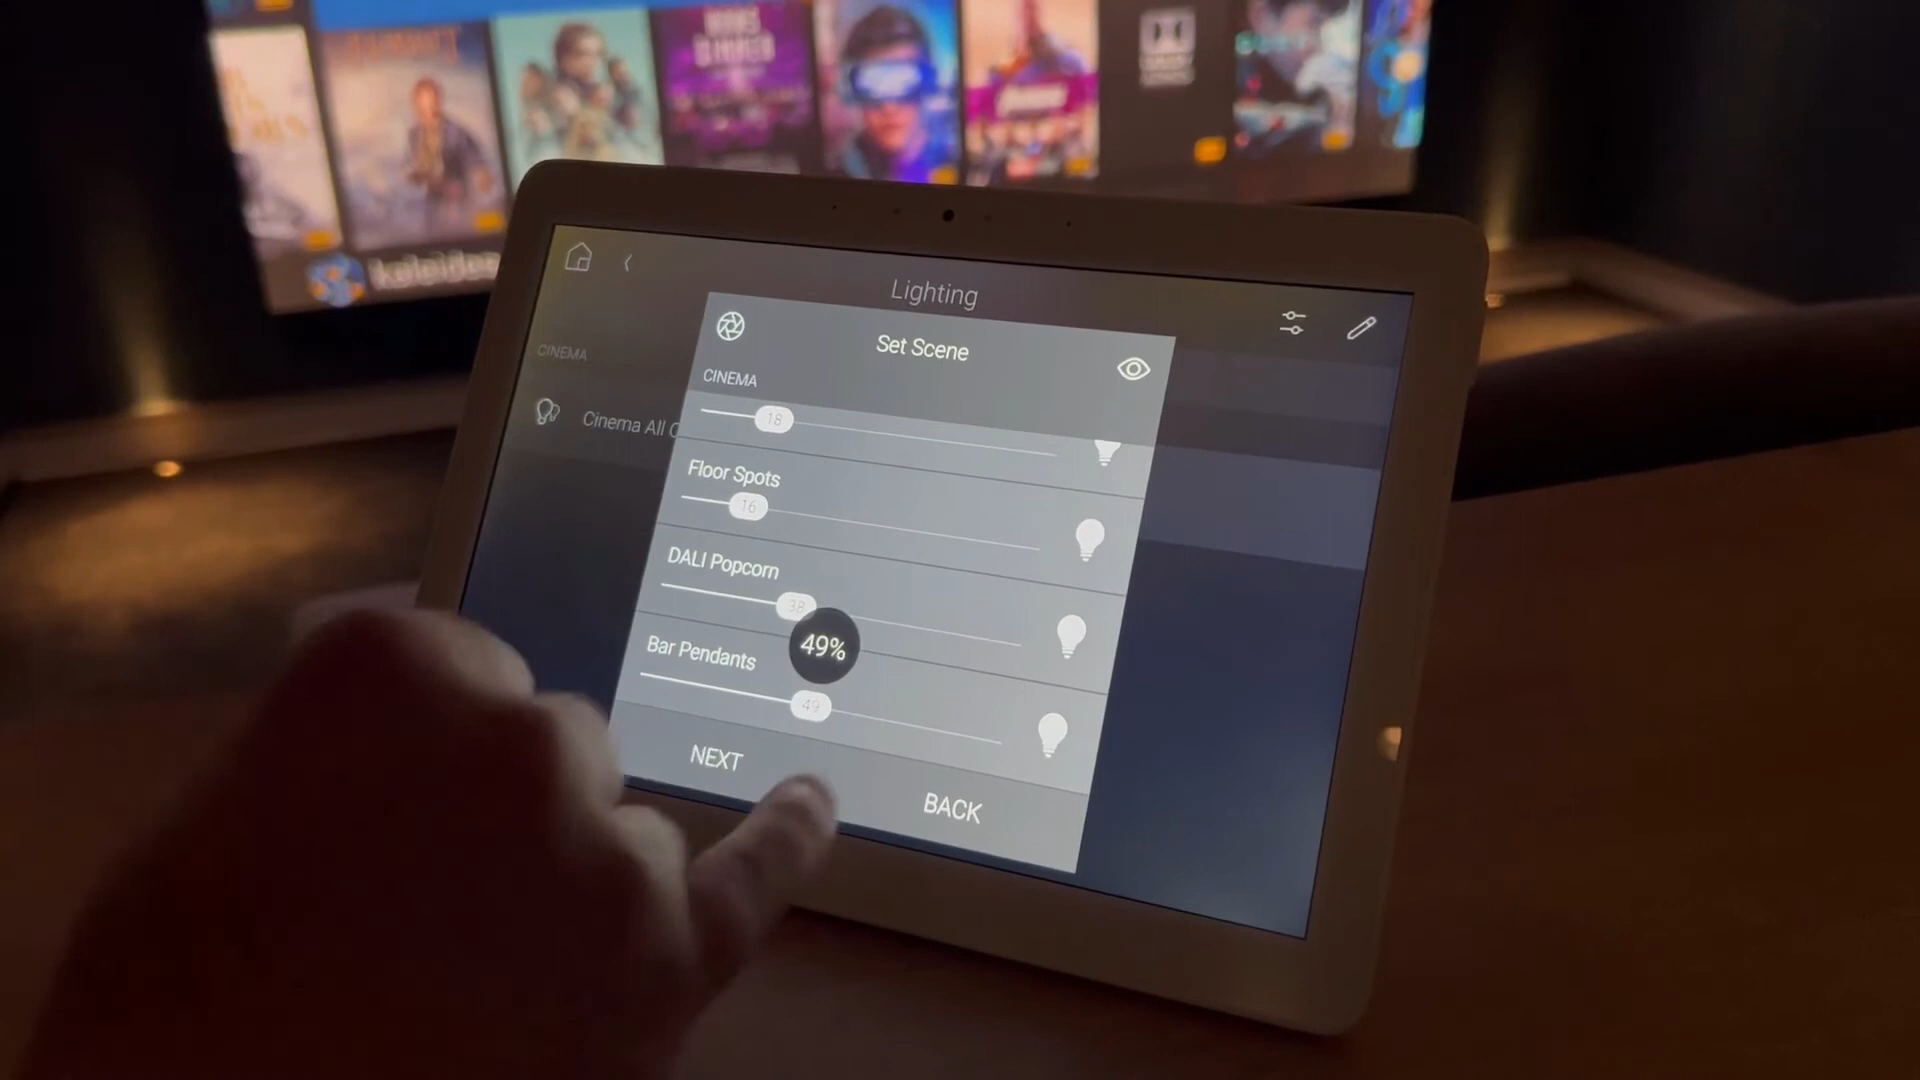 Lighting
Set Scene
CINEMA
CINEMA
Cinema All
18
Floor Spots
16
DALI Popcorn
38
49%
Bar Pendants
49
NEXT
BACK